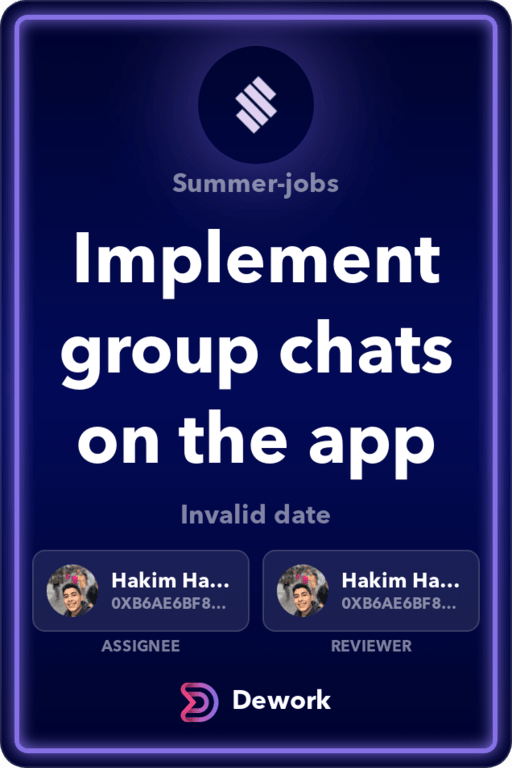 Summer-jobs
Implement
group chats
on the app
Invalid date
Hakim Ha...
0XB6AE6BF8...
Hakim Ha...
0XB6AE6BF8...
ASSIGNEE
REVIEWER
Dework